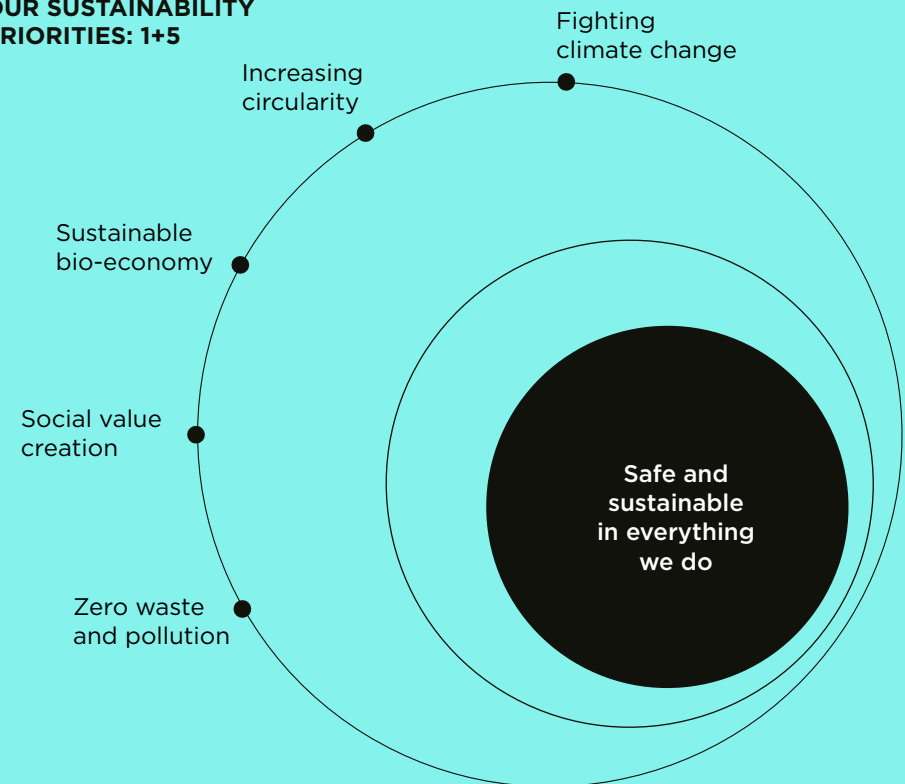 OUR SUSTAINABILITY
PRIORITIES: 1+5
Fighting
climate change
Increasing
circularity
Sustainable
bio-economy
Social value
creation
Zero waste
and pollution
Safe and
sustainable
in everything
we do